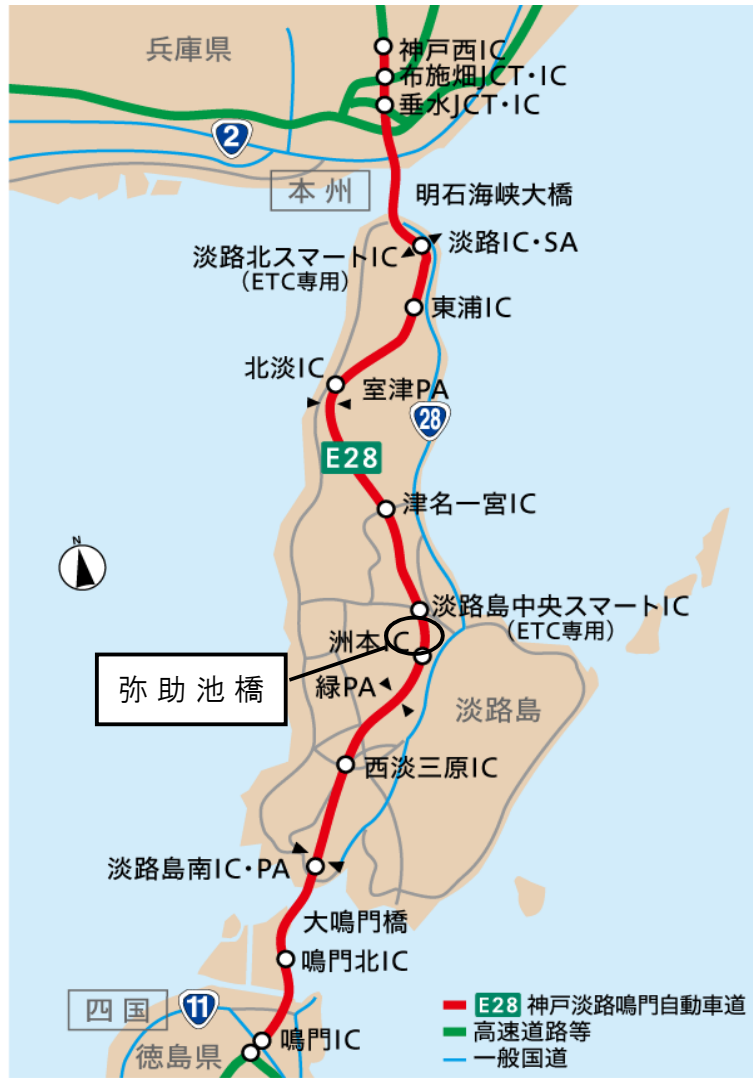 兵庫県
神戸西IC
布施畑JCT・IC
垂水JCT・IC
2
本州
明石海峡大橋
淡路IC・SA
淡路北スマートIC
（ETC専用）
東浦IC
北淡IC
室津PA
28
E28
津名一宮IC
N
淡路島中央スマートIC
（ETC専用）
洲本IC
弥助池橋
緑PA
淡路島
西淡三原IC
淡路島南IC・PA
大鳴門橋
鳴門北IC
四国
11
徳島県
鳴門IC
E28 神戸淡路鳴門自動車道
高速道路等
一般国道